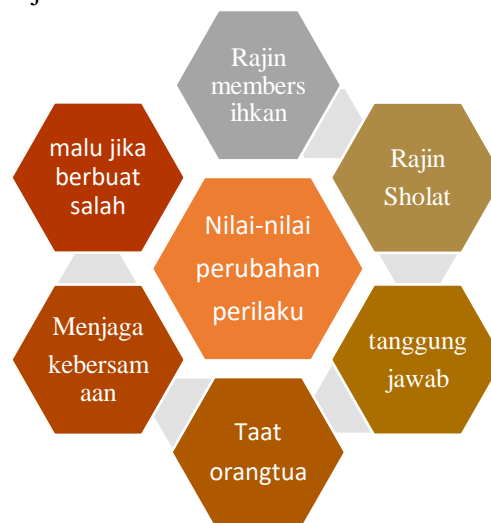 Rajin
members
ihkan
Rajin
Sholat
tanggung
jawab
Taat
orangtua
Menjaga
kebersam
aan
malu jika
berbuat
salah
Nilai-nilai
perubahan
perilaku